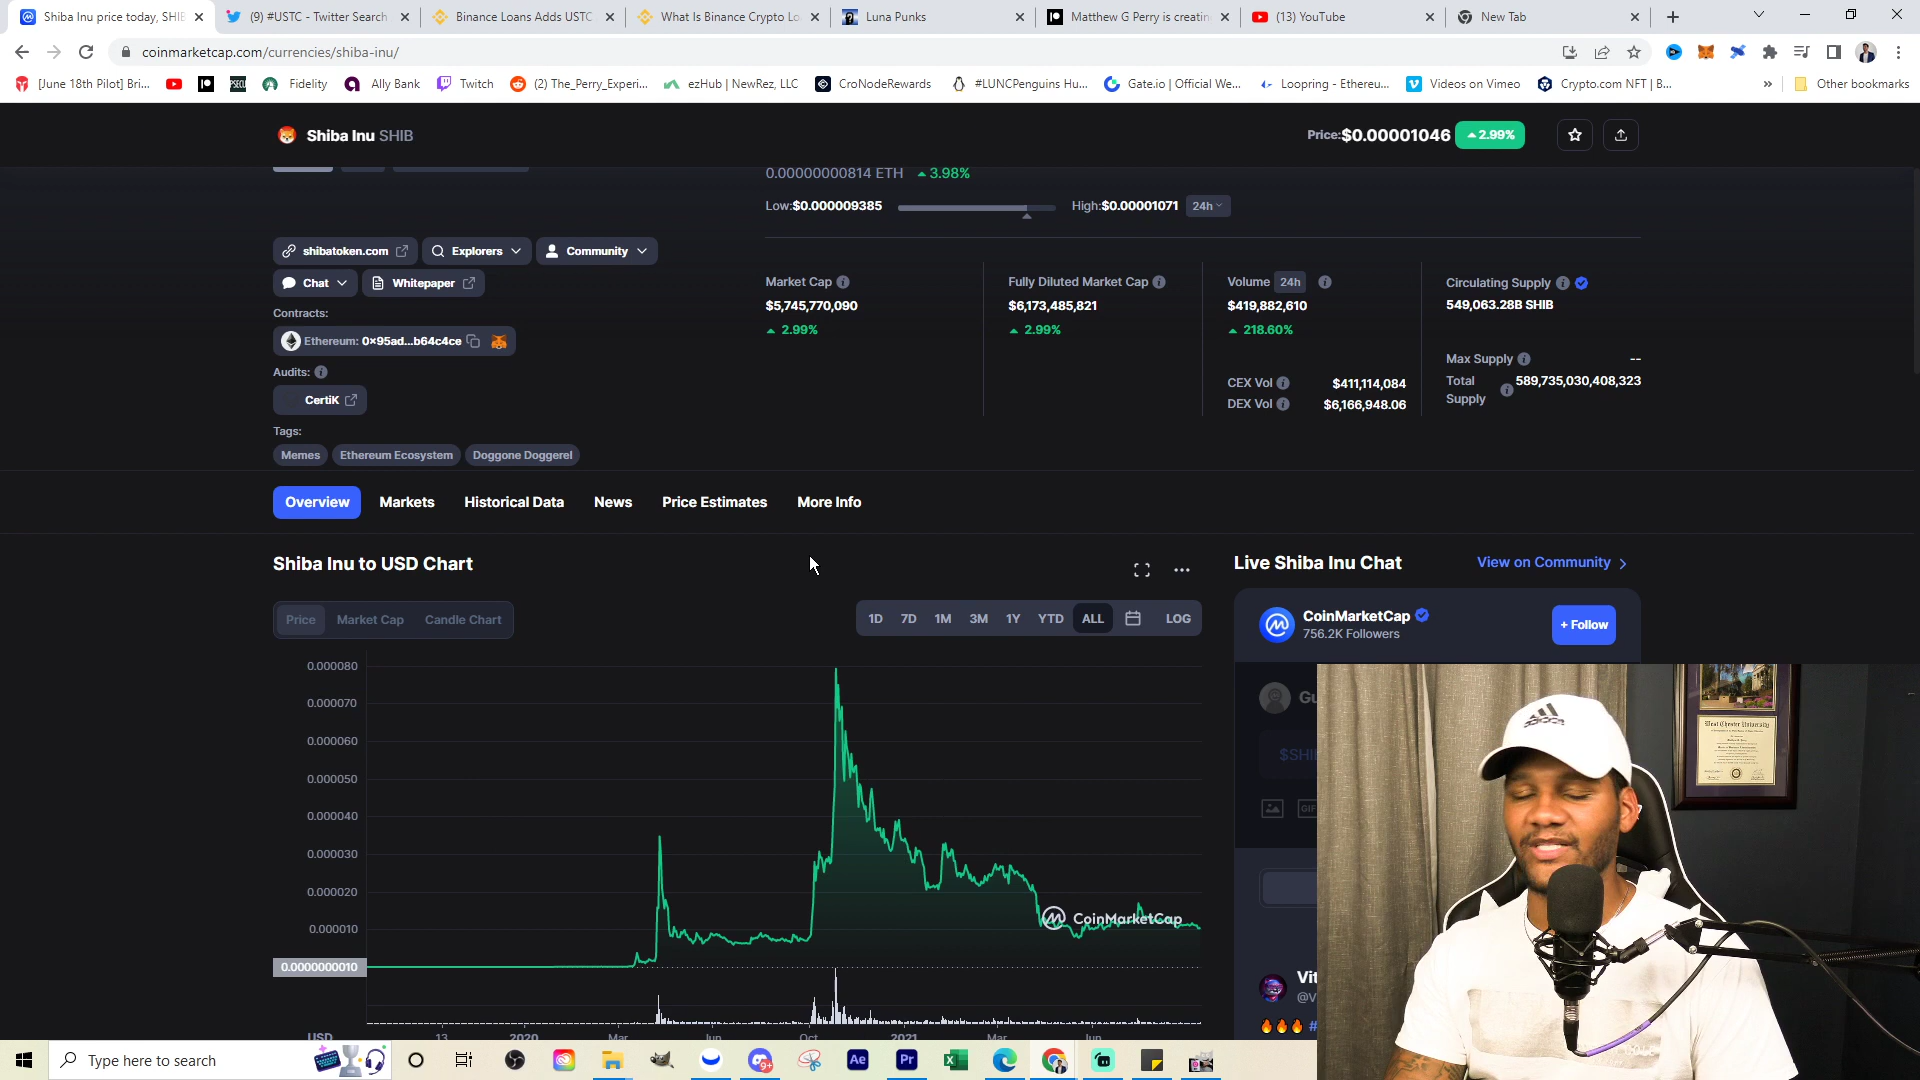 Shiba Inu price today, SHIB
(9) #USTC - Twitter Search
Binance Loans Adds USTC
What Is Binance Crypto Lo
Luna Punks
Matthew G Perry is creatin
(13) YouTube
New Tab
coinmarketcap.com/currencies/shiba-inu/
[June 18th Pilot] Bri...
Fidelity
Ally Bank
Twitch
(2) The_Perry_Experi...
ezHub | NewRez, LLC
CroNodeRewards
#LUNCPenguins Hu...
Gate.io | Official We...
Loopring - Ethereu...
Videos on Vimeo
Crypto.com NFT | B...
Other bookmarks
Shiba Inu SHIB
Price:$0.00001046 2.99%
0.00000000814 ETH 3.98%
Low:$0.000009385
High:$0.00001071 24h
shibatoken.com
Explorers
Community
Chat
Whitepaper
Contracts:
Ethereum: 0x95ad...b64c4ce
Audits:
CertiK
Tags:
Memes
Ethereum Ecosystem
Doggone Doggerel
Market Cap
$5,745,770,090
2.99%
Fully Diluted Market Cap
$6,173,485,821
2.99%
Volume 24h
$419,882,610
218.60%
CEX Vol $411,114,084
DEX Vol $6,166,948.06
Circulating Supply
549,063.28B SHIB
Max Supply --
Total Supply 589,735,030,408,323
Overview
Markets
Historical Data
News
Price Estimates
More Info
Shiba Inu to USD Chart
Price
Market Cap
Candle Chart
1D 7D 1M 3M 1Y YTD ALL LOG
0.000080
0.000070
0.000060
0.000050
0.000040
0.000030
0.000020
0.000010
0.0000000010
CoinMarketCap
USD
13 2020 Mar Jun Oct 2021 Mar Jun
Live Shiba Inu Chat
View on Community
CoinMarketCap
756.2K Followers
+ Follow
Gu
$SHI
GIF
Vit
@V
#
West Chester University
Type here to search
9+
Ae
Pr